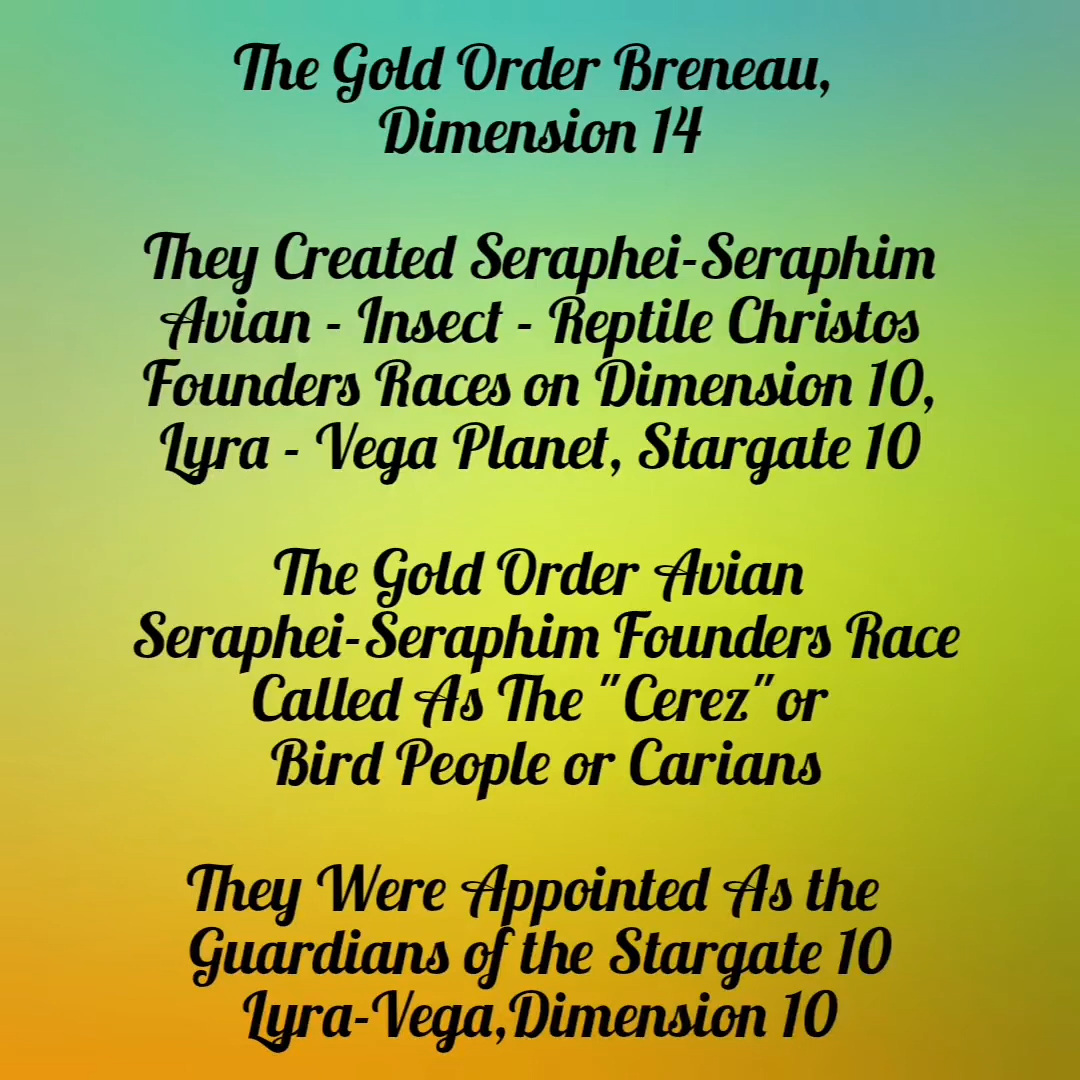 The Gold Order Breneau,
Dimension 14
They Created Seraphei-Seraphim
Avian - Insect - Reptile Christos
Founders Races on Dimension 10,
Lyra - Vega Planet, Stargate 10
The Gold Order Avian
Seraphei-Seraphim Founders Race
Called As The "Cerez"or
Bird People or Carians
They Were Appointed As the
Guardians of the Stargate 10
Lyra-Vega,Dimension 10